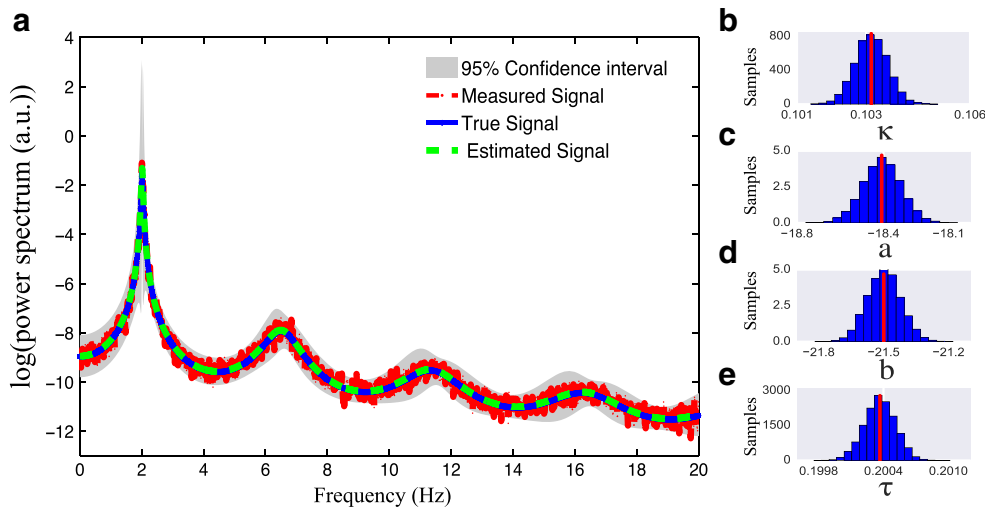 a
log(power spectrum (a.u.))
4
2
0
−2
−4
−6
−8
−10
−12
95% Confidence interval
Measured Signal
True Signal
Estimated Signal
0 2 4 6 8 10 12 14 16 18 20
Frequency (Hz)
b
Samples
800
400
0
0.101 0.103 0.106
κ
c
Samples
5.0
2.5
0.0
−18.8 −18.4 −18.1
a
d
Samples
5.0
2.5
0.0
−21.8 −21.5 −21.2
b
e
Samples
3000
1500
0
0.1998 0.2004 0.2010
τ